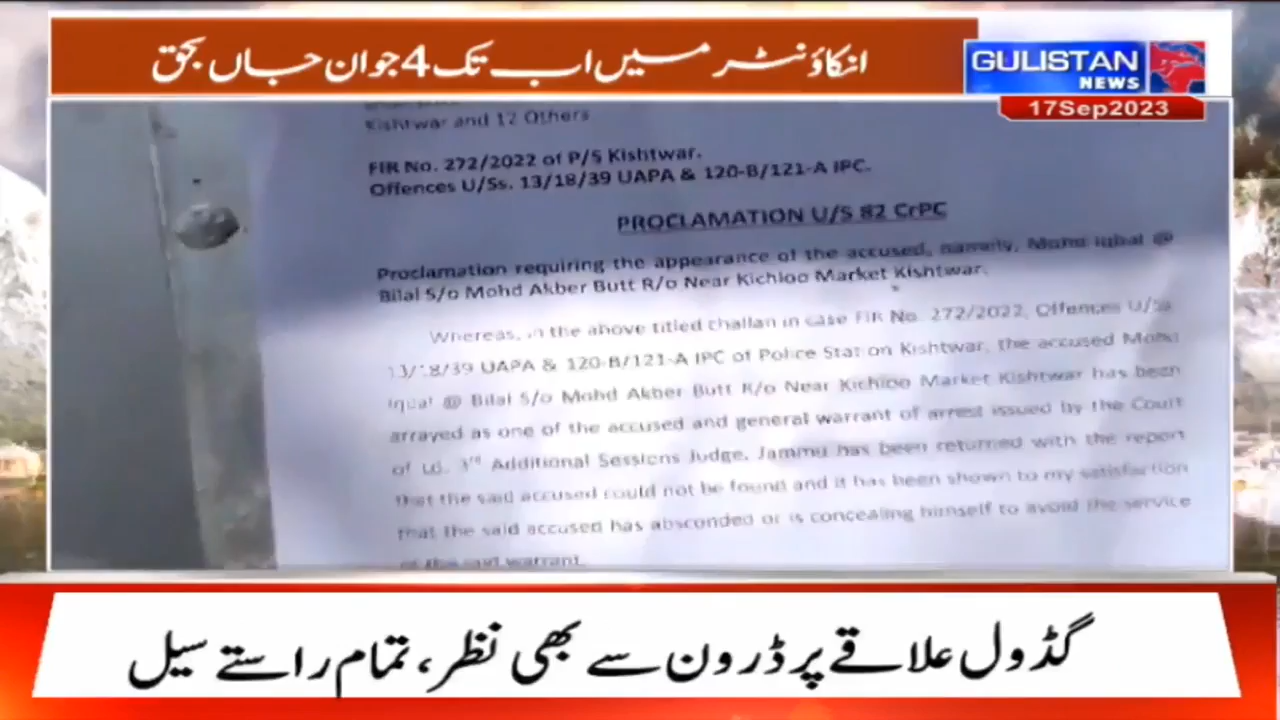 انکاؤنٹر میں اب تک 4 جوان جاں بحق
GULISTAN
NEWS
17Sep2023
Kishtwar and 12 Others
FIR No. 272/2022 of P/S Kishtwar.
Offences U/Ss. 13/18/39 UAPA & 120-B/121-A IPC.
PROCLAMATION U/S 82 CrPC
Proclamation requiring the appearance of the accused, namely, Mohd Iqbal @
Bilal S/o Mohd Akber Butt R/o Near Kichloo Market Kishtwar.
Whereas, in the above titled challan in case FIR No. 272/2022, Offences U/Ss
13/18/39 UAPA & 120-B/121-A IPC of Police Station Kishtwar, the accused Mohd
Iqbal @ Bilal S/o Mohd Akber Butt R/o Near Kichloo Market Kishtwar has been
arrayed as one of the accused and general warrant of arrest issued by the Court
of Ld. 3rd Additional Sessions Judge, Jammu has been returned with the report
that the said accused could not be found and it has been shown to my satisfaction
that the said accused has absconded or is concealing himself to avoid the service
of the said warrant.
گڈول علاقے پر ڈرون سے بھی نظر، تمام راستے سیل